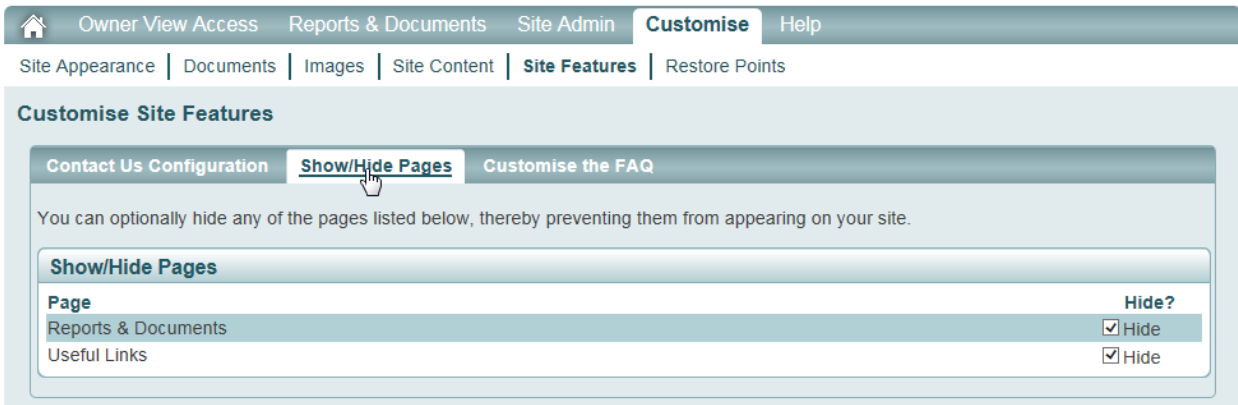 Owner View Access Reports & Documents Site Admin Customise Help
Site Appearance | Documents | Images | Site Content | Site Features | Restore Points
Customise Site Features
Contact Us Configuration Show/Hide Pages Customise the FAQ
You can optionally hide any of the pages listed below, thereby preventing them from appearing on your site.
Show/Hide Pages
Page Hide?
Reports & Documents Hide
Useful Links Hide